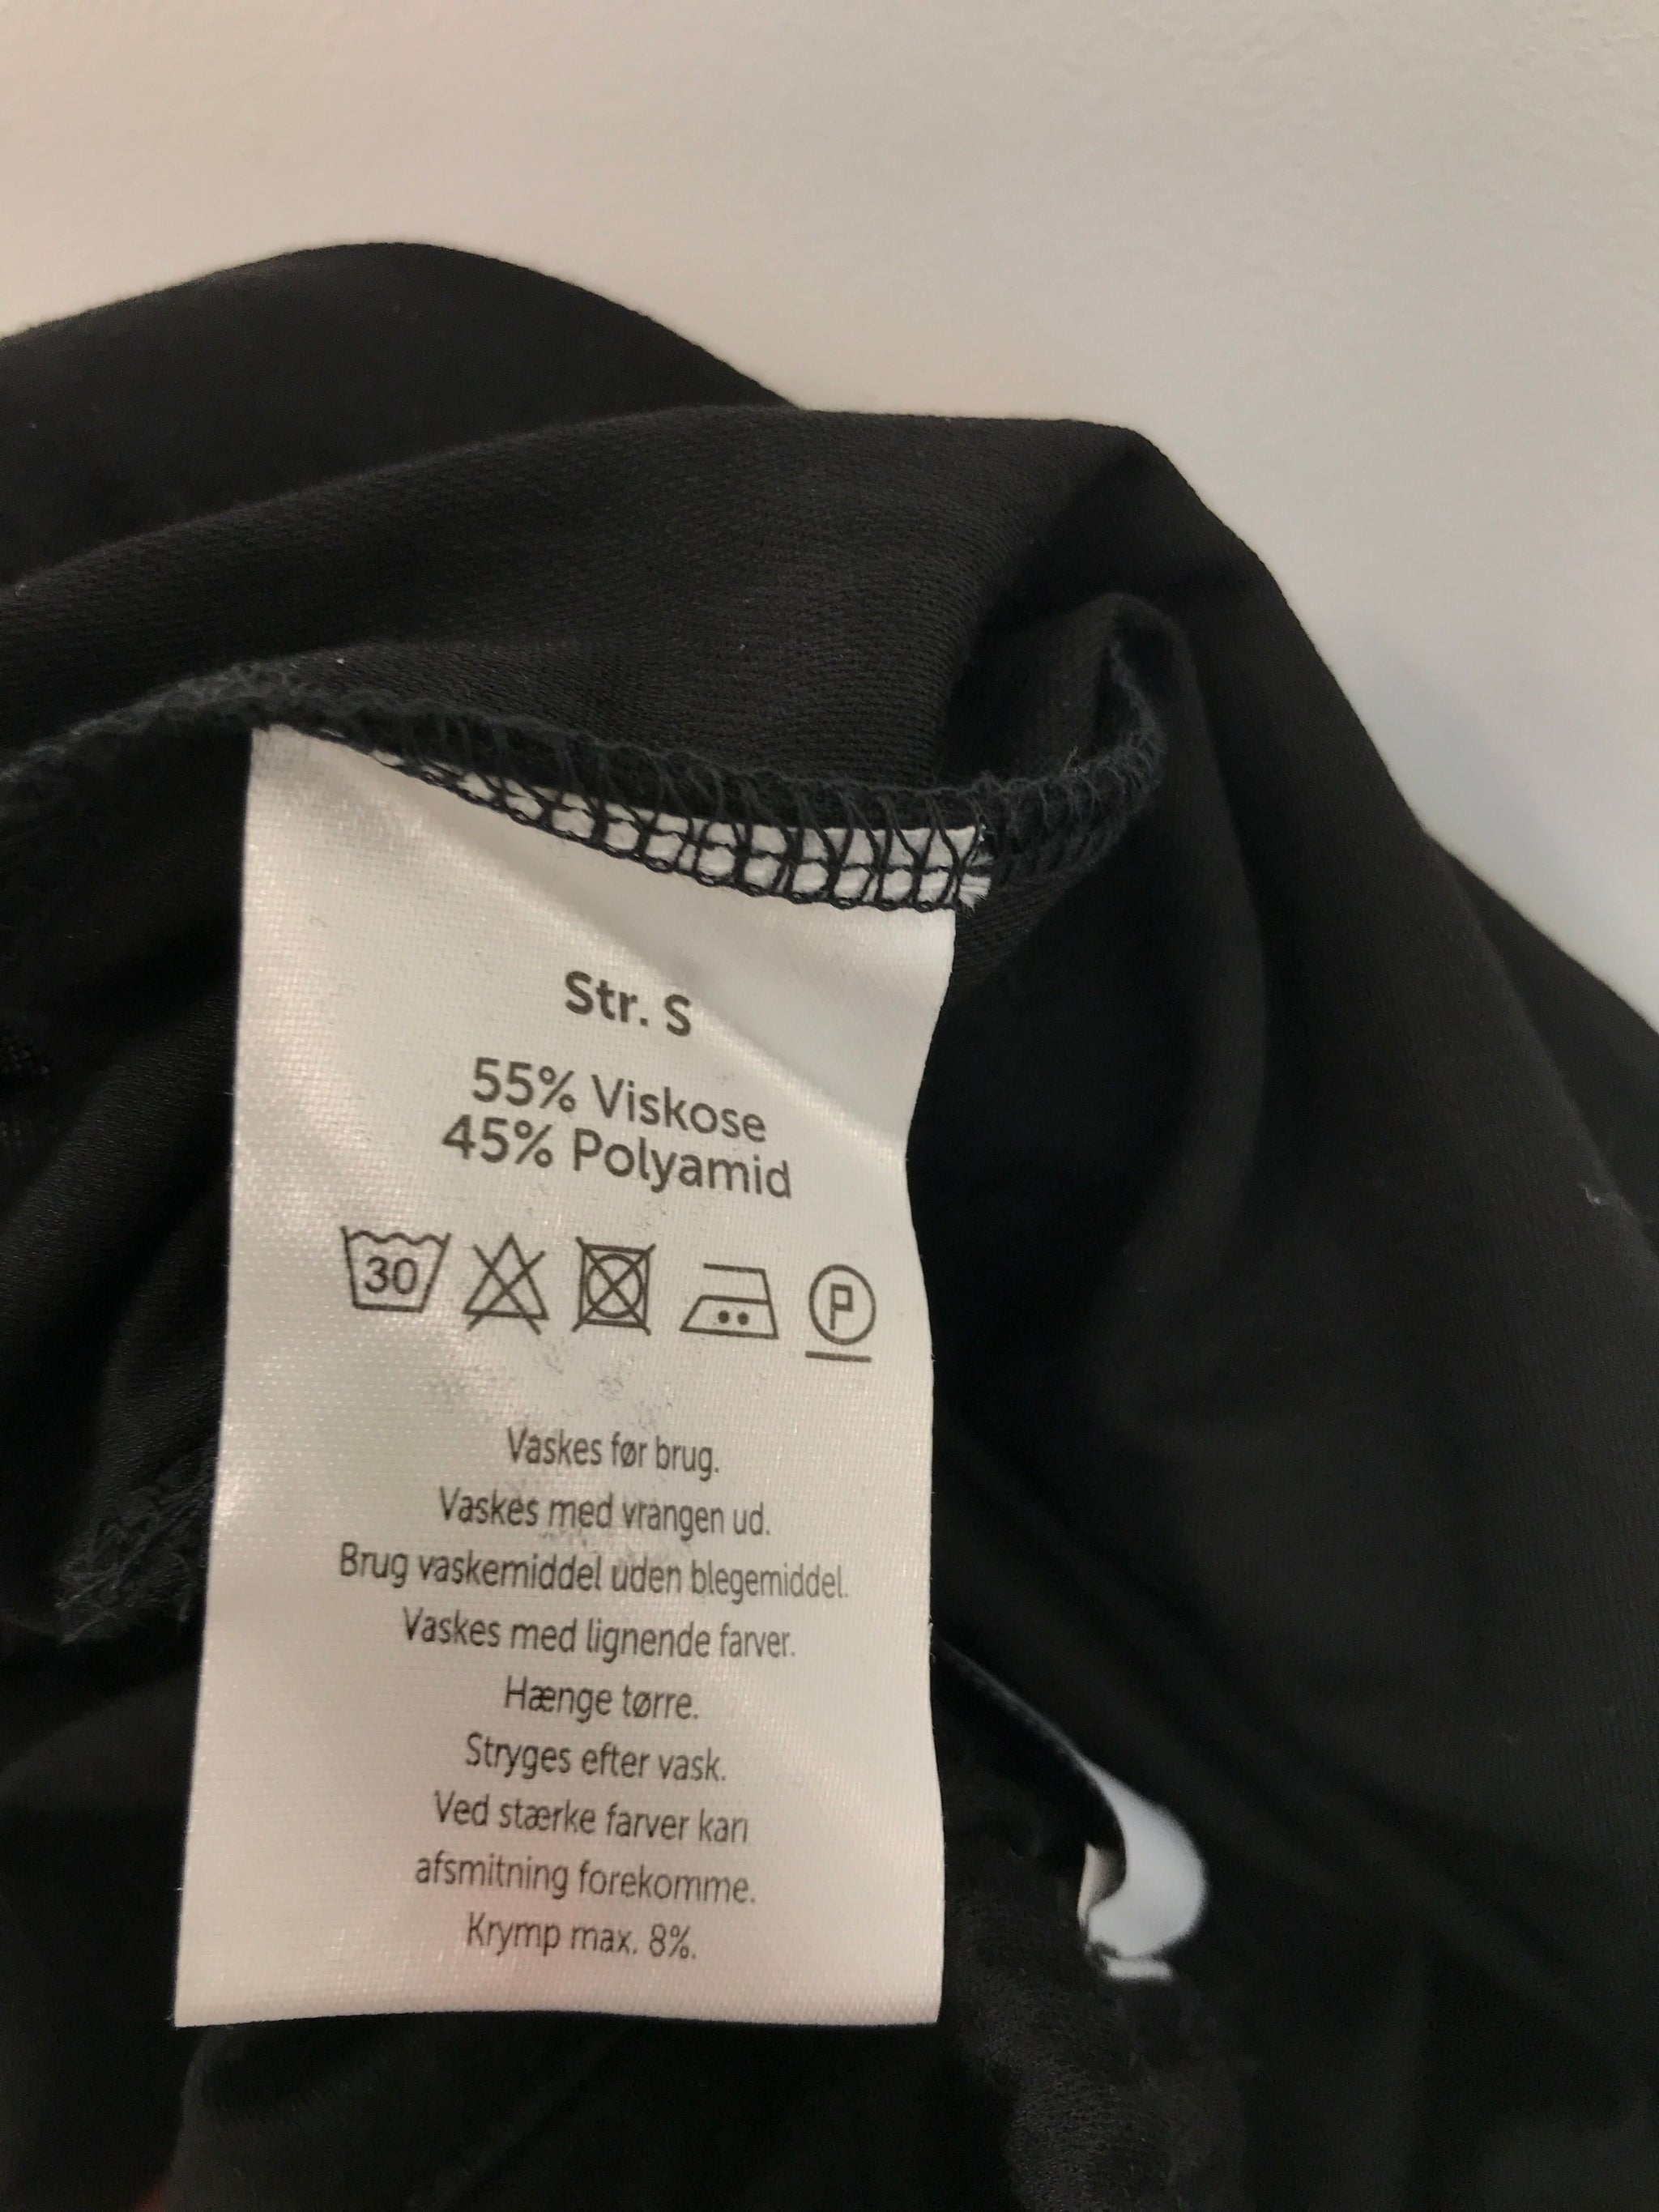 Str. S
55% Viskose
45% Polyamid
30 P
Vaskes før brug.
Vaskes med vrangen ud.
Brug vaskemiddel uden blegemiddel.
Vaskes med lignende farver.
Hænge tørre.
Stryges efter vask.
Ved stærke farver kan
afsmitning forekomme.
Krymp max. 8%.